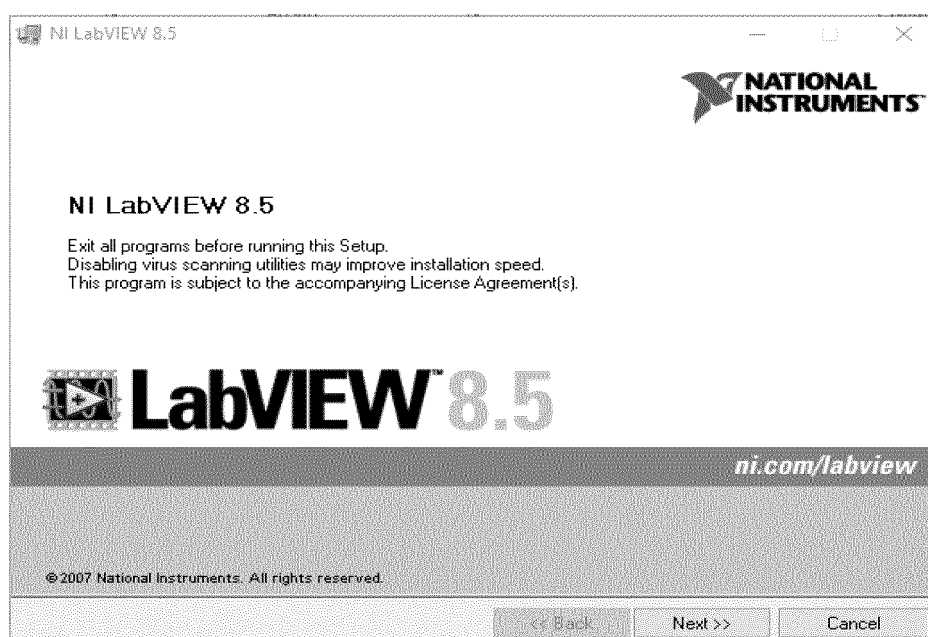 NI LabVIEW 8.5
NATIONAL
INSTRUMENTS™
NI LabVIEW 8.5
Exit all programs before running this Setup.
Disabling virus scanning utilities may improve installation speed.
This program is subject to the accompanying License Agreement(s).
LabVIEW™ 8.5
ni.com/labview
©2007 National Instruments. All rights reserved.
<< Back Next >> Cancel